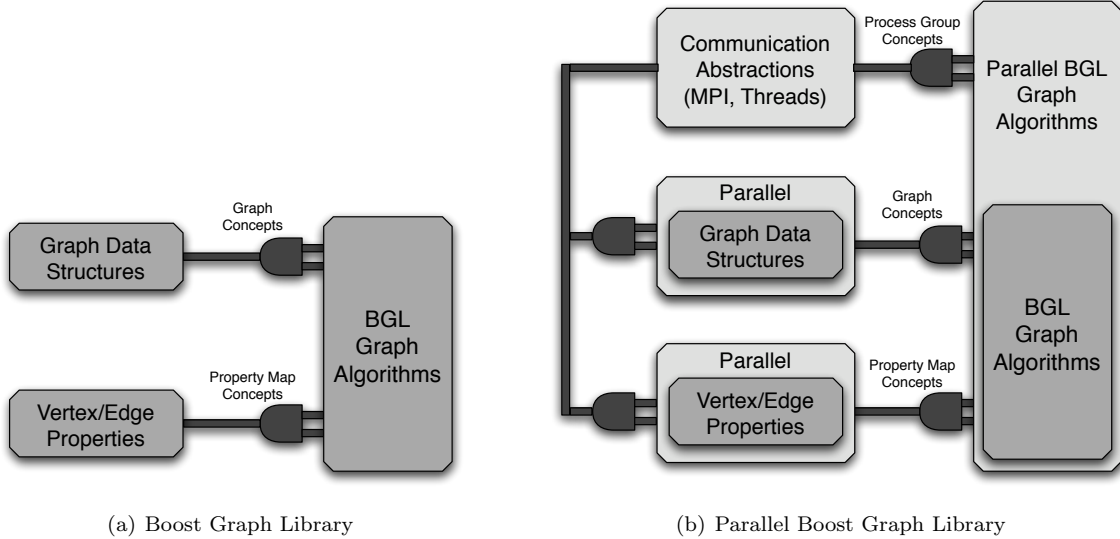 Graph
Concepts
Graph Data
Structures
BGL
Graph
Algorithms
Property Map
Concepts
Vertex/Edge
Properties
(a) Boost Graph Library
Communication
Abstractions
(MPI, Threads)
Process Group
Concepts
Parallel BGL
Graph
Algorithms
Parallel
Graph Data
Structures
Graph
Concepts
BGL
Graph
Algorithms
Parallel
Vertex/Edge
Properties
Property Map
Concepts
(b) Parallel Boost Graph Library